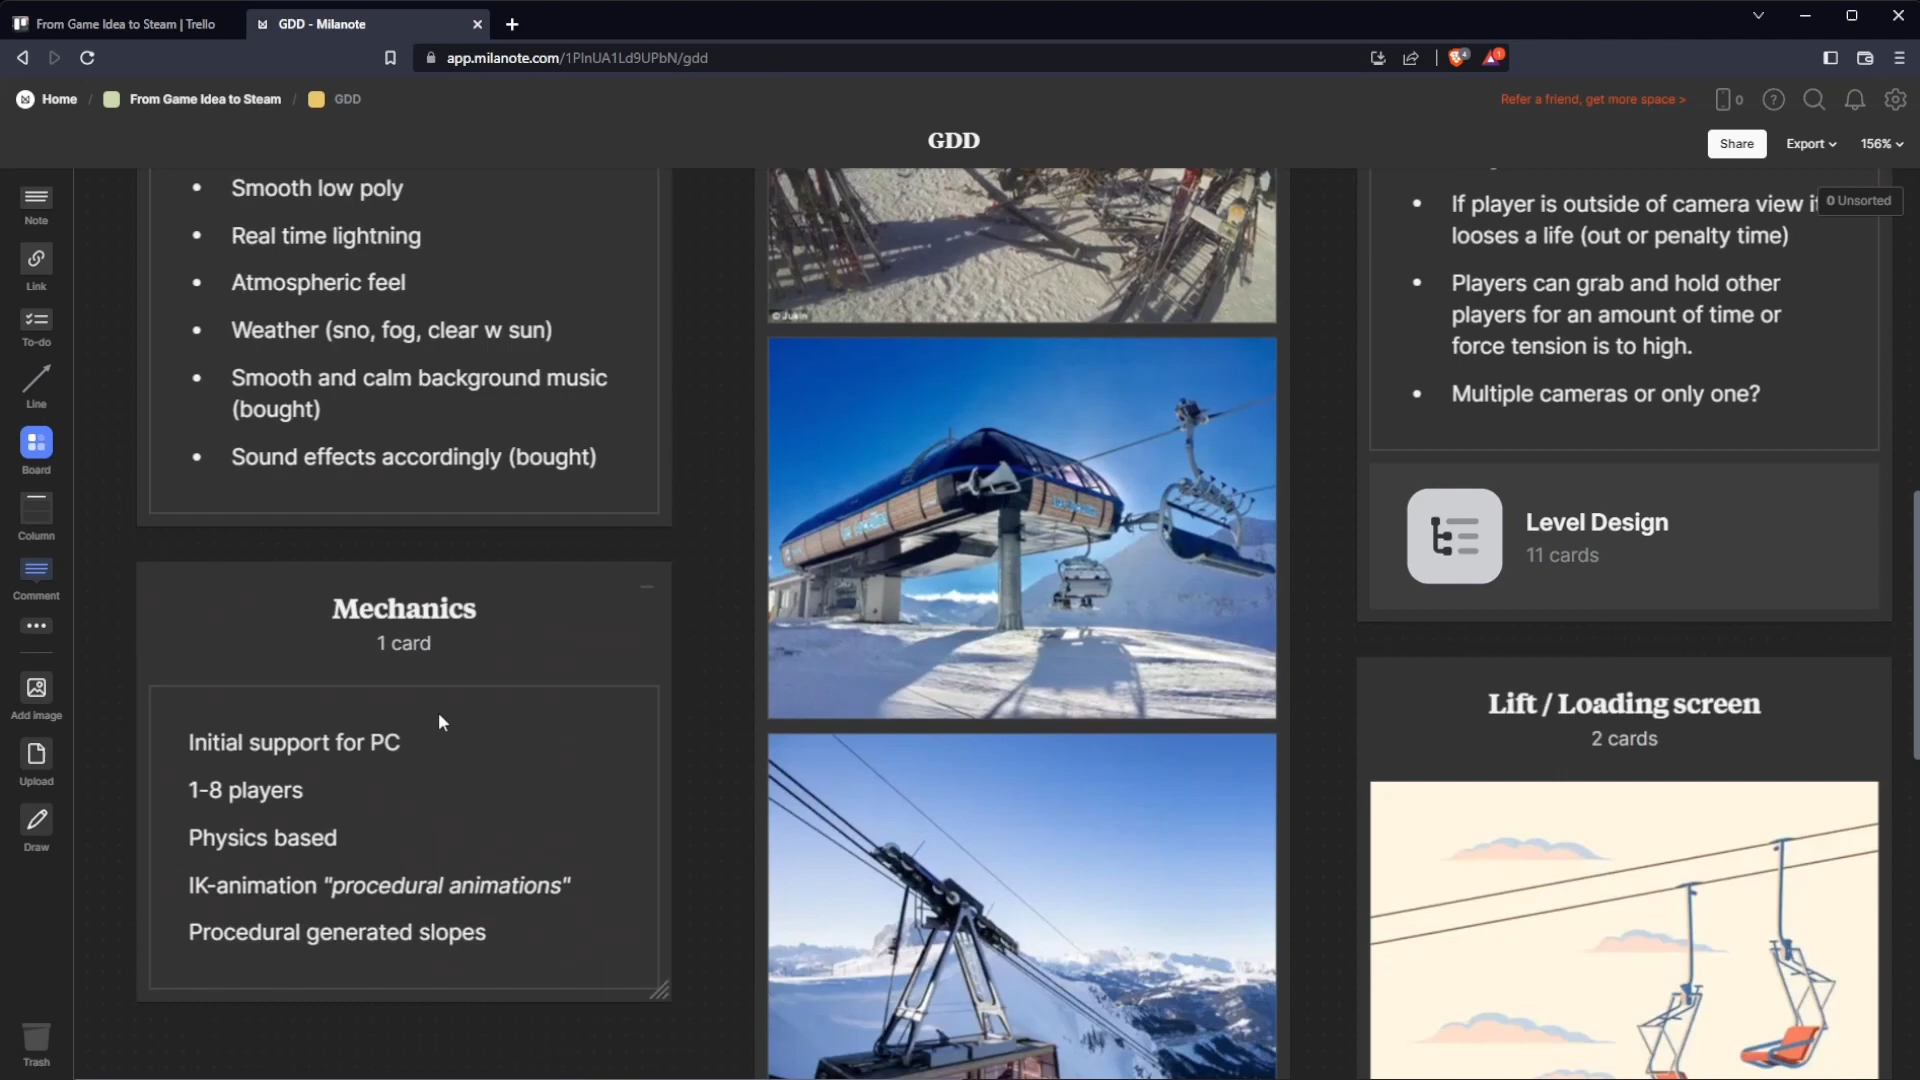 From Game Idea to Steam | Trello
GDD - Milanote
app.milanote.com/1PlnUA1Ld9UPbN/gdd
4
1
Home / From Game Idea to Steam / GDD
Refer a friend, get more space >
0
GDD
Share
Export
156%
0 Unsorted
Note
Link
To-do
Line
Board
Column
Comment
Add image
Upload
Draw
Trash
• Smooth low poly
• Real time lightning
• Atmospheric feel
• Weather (sno, fog, clear w sun)
• Smooth and calm background music
(bought)
• Sound effects accordingly (bought)
Mechanics
1 card
Initial support for PC
1-8 players
Physics based
IK-animation "procedural animations"
Procedural generated slopes
• If player is outside of camera view it
looses a life (out or penalty time)
• Players can grab and hold other
players for an amount of time or
force tension is to high.
• Multiple cameras or only one?
Level Design
11 cards
Lift / Loading screen
2 cards